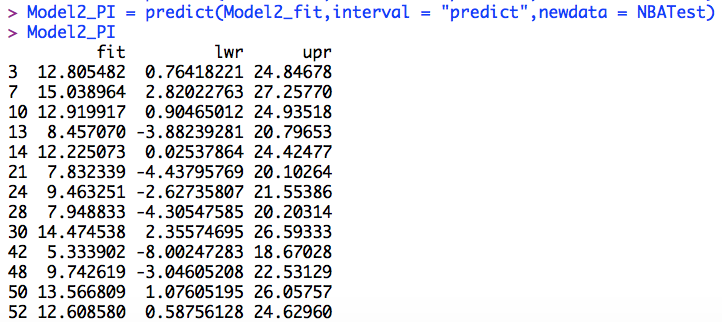 > Model2_PI = predict(Model2_fit,interval = "predict",newdata = NBATest)
> Model2_PI
         fit         lwr      upr
3  12.805482  0.76418221 24.84678
7  15.038964  2.82022763 27.25770
10 12.919917  0.90465012 24.93518
13  8.457070 -3.88239281 20.79653
14 12.225073  0.02537864 24.42477
21  7.832339 -4.43795769 20.10264
24  9.463251 -2.62735807 21.55386
28  7.948833 -4.30547585 20.20314
30 14.474538  2.35574695 26.59333
42  5.333902 -8.00247283 18.67028
48  9.742619 -3.04605208 22.53129
50 13.566809  1.07605195 26.05757
52 12.608580  0.58756128 24.62960